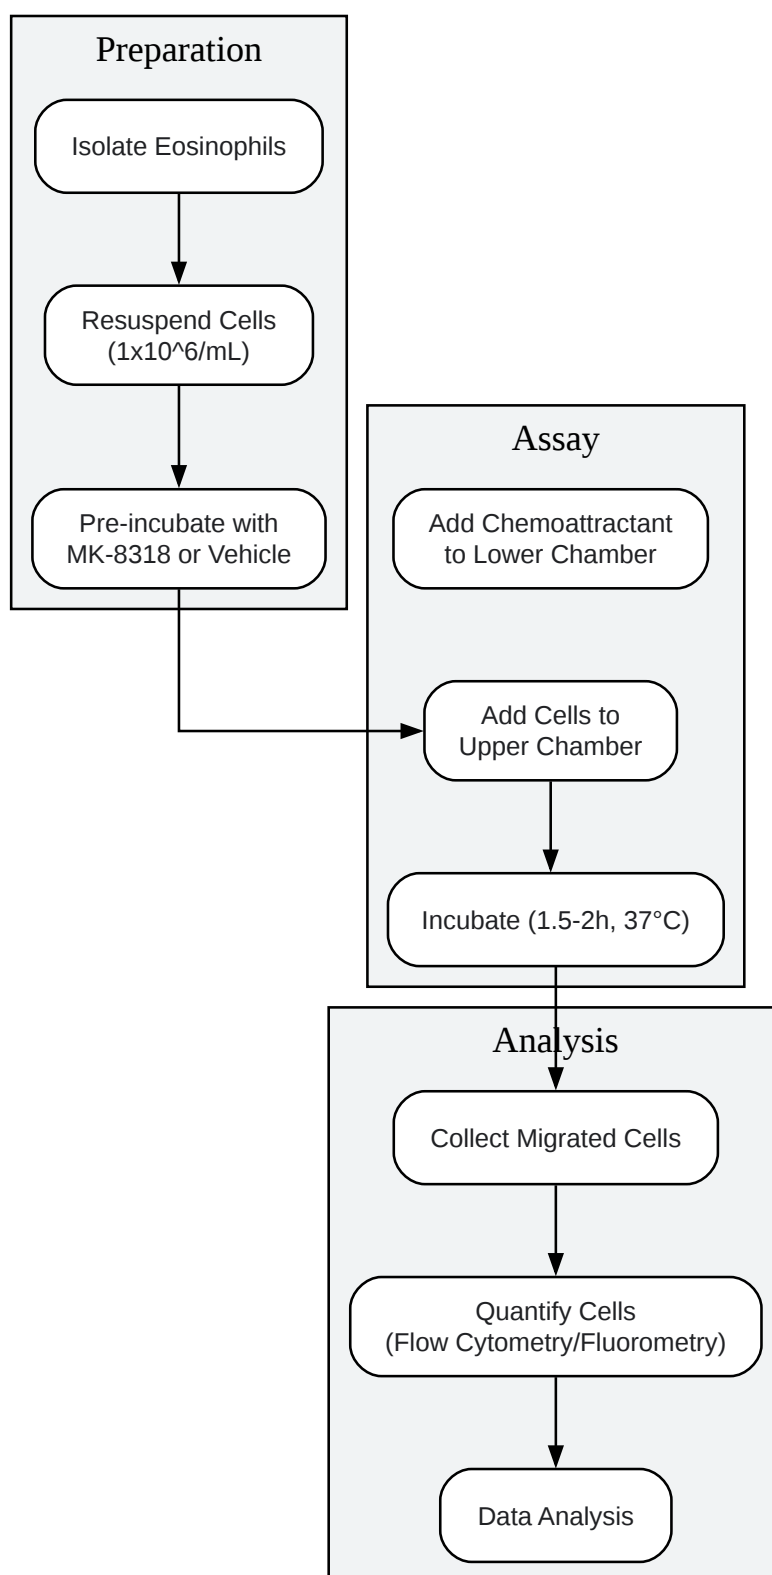 Preparation
Isolate Eosinophils
Resuspend Cells
(1x10^6/mL)
Pre-incubate with
MK-8318 or Vehicle
Assay
Add Chemoattractant
to Lower Chamber
Add Cells to
Upper Chamber
Incubate (1.5-2h, 37°C)
Analysis
Collect Migrated Cells
Quantify Cells
(Flow Cytometry/Fluorometry)
Data Analysis